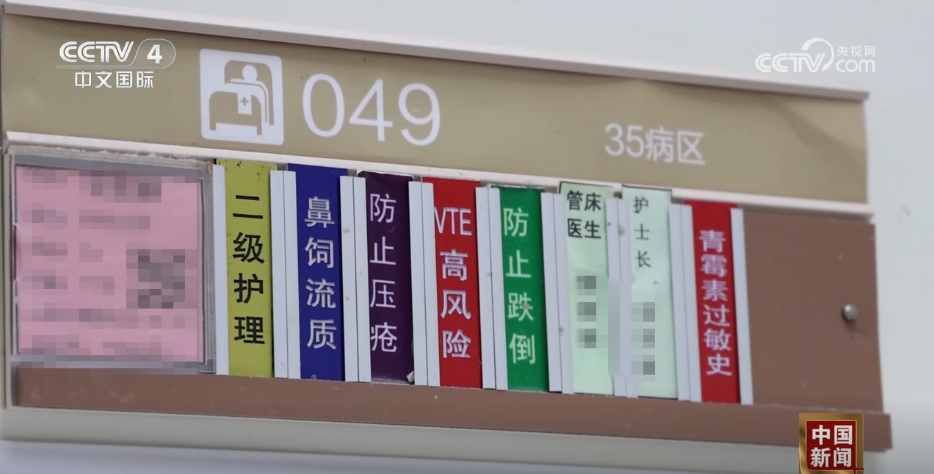 CCTV 4
中文国际
央视网
CCTV.com
049
35病区
二级护理
鼻饲流质
防止压疮
VTE高风险
防止跌倒
管床医生
护士长
青霉素过敏史
中国新闻